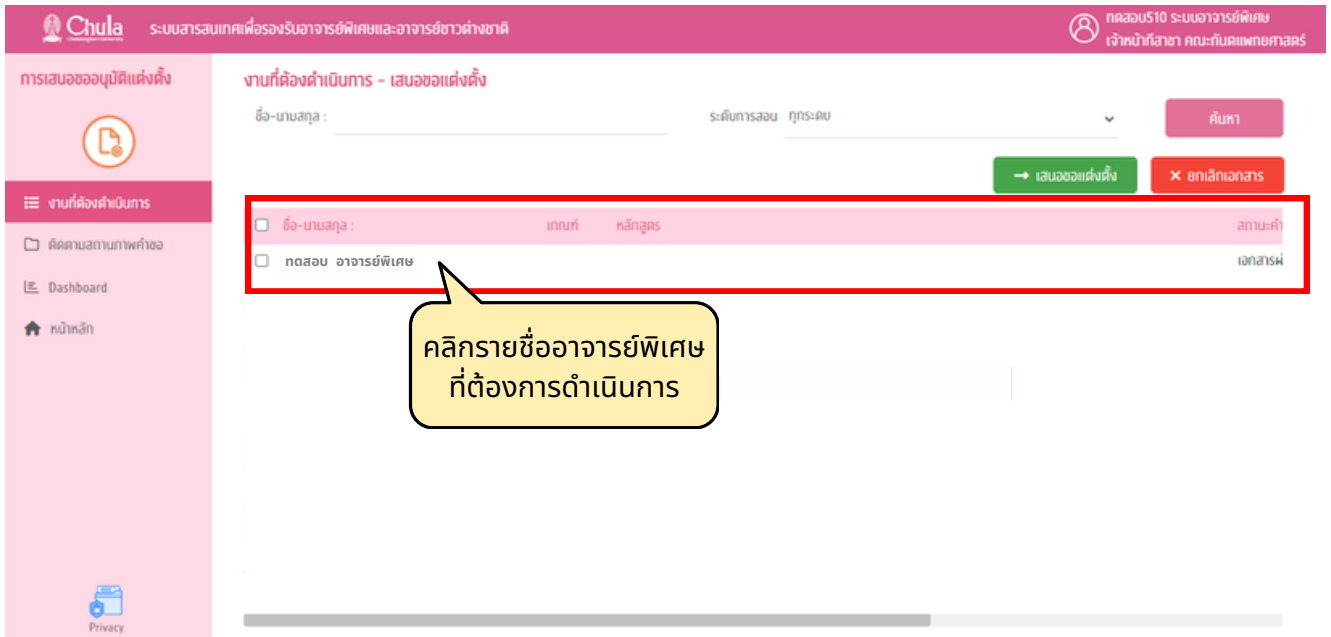 Chula ระบบสารสนเทศเพื่อรองรับอาจารย์พิเศษและอาจารย์ชาวต่างชาติ
ทดสอบ510 ระบบอาจารย์พิเศษ
เจ้าหน้าที่สาขา คณะทันตแพทยศาสตร์
การเสนอขออนุมัติแต่งตั้ง
งานที่ต้องดำเนินการ - เสนอขอแต่งตั้ง
ชื่อ-นามสกุล :
ระดับการสอน ทุกระดับ
ค้นหา
→ เสนอขอแต่งตั้ง
× ยกเลิกเอกสาร
งานที่ต้องดำเนินการ
ติดตามสถานภาพคำขอ
Dashboard
หน้าหลัก
ชื่อ-นามสกุล : เกณฑ์ หลักสูตร สถานะคำ
ทดสอบ อาจารย์พิเศษ เอกสารผ่
คลิกรายชื่ออาจารย์พิเศษ
ที่ต้องการดำเนินการ
Privacy